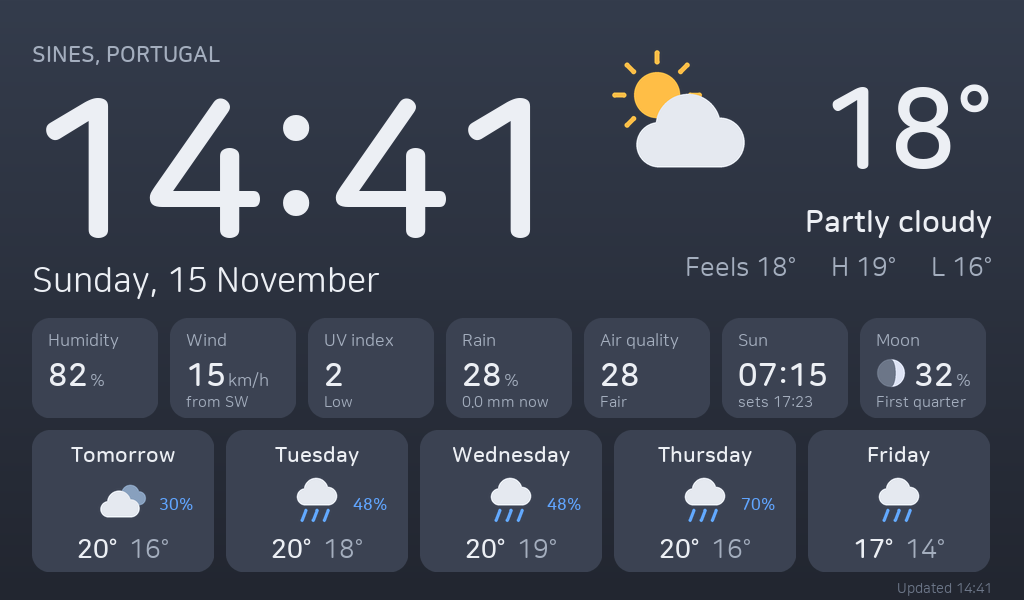 SINES, PORTUGAL
14:41
Sunday, 15 November
18°
Partly cloudy
Feels 18° H 19° L 16°
Humidity
82 %
Wind
15 km/h
from SW
UV index
2
Low
Rain
28 %
0.0 mm now
Air quality
28
Fair
Sun
07:15
sets 17:23
Moon
32 %
First quarter
Tomorrow
30%
20° 16°
Tuesday
48%
20° 18°
Wednesday
48%
20° 19°
Thursday
70%
20° 16°
Friday
17° 14°
Updated 14:41